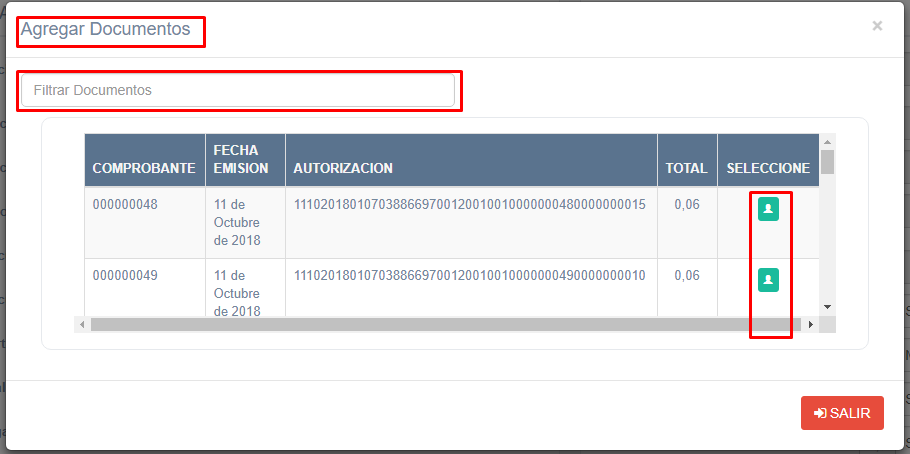 Agregar Documentos
×
Filtrar Documentos
COMPROBANTE FECHA EMISION AUTORIZACION TOTAL SELECCIONE
000000048 11 de Octubre de 2018 1110201801070388669700120010010000000480000000015 0,06
000000049 11 de Octubre de 2018 1110201801070388669700120010010000000490000000010 0,06
SALIR